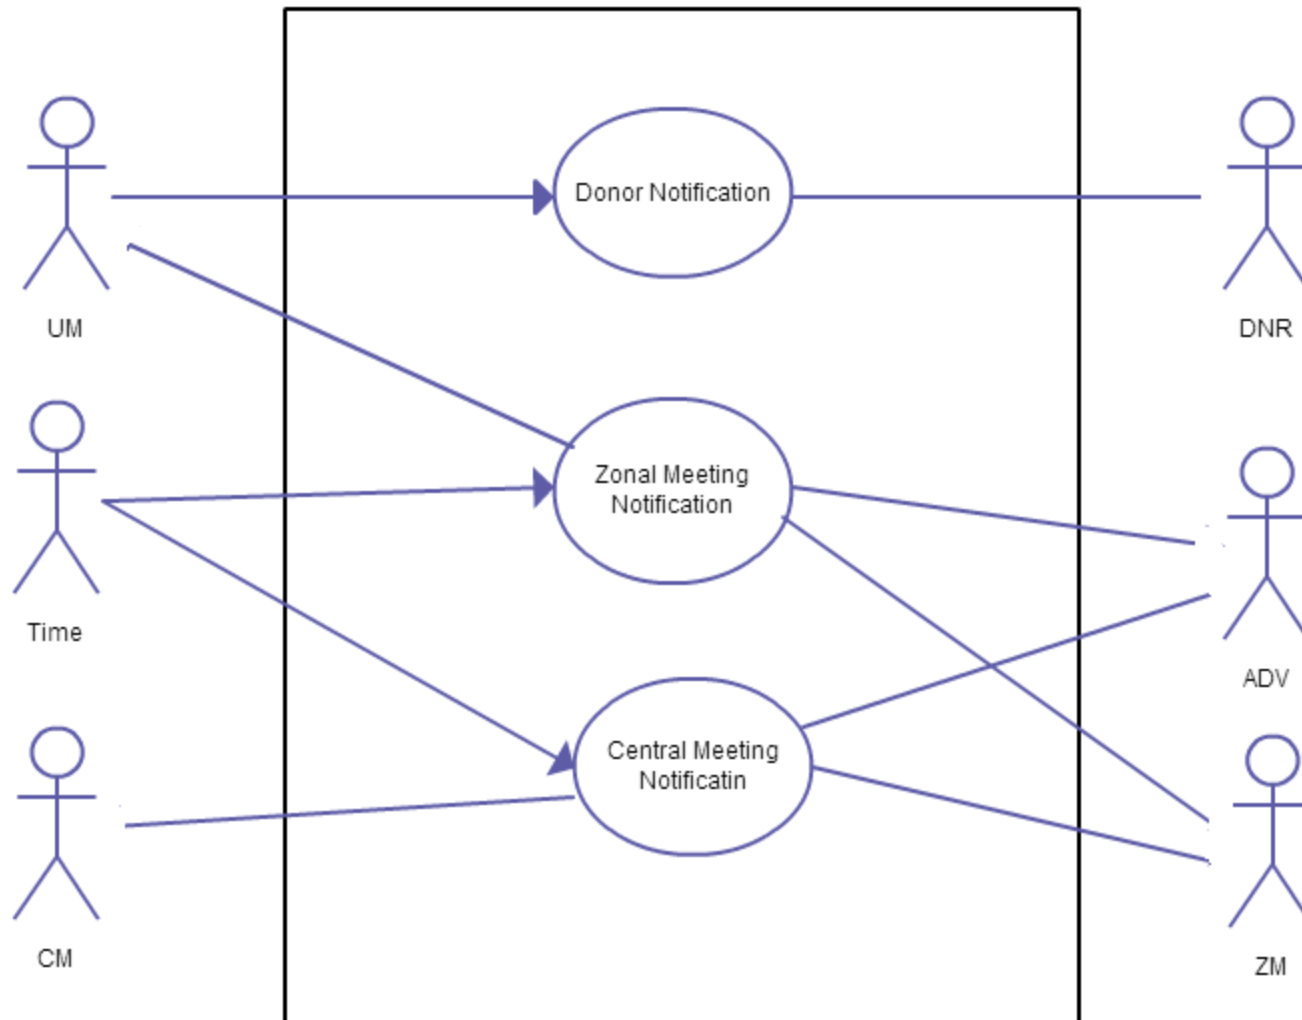 Donor Notification
UM
DNR
Zonal Meeting
Notification
Time
ADV
Central Meeting
Notificatin
CM
ZM